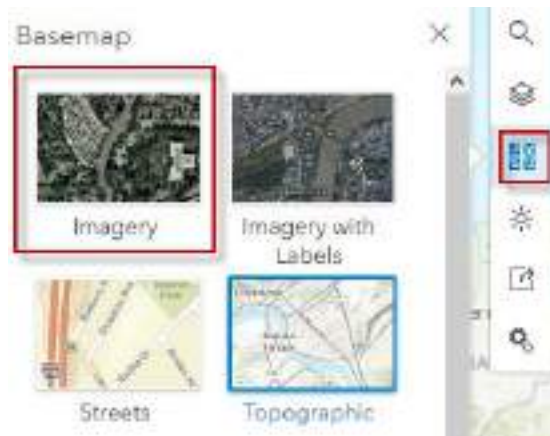 Basemap
Imagery
Imagery with
Labels
Streets
Topographic